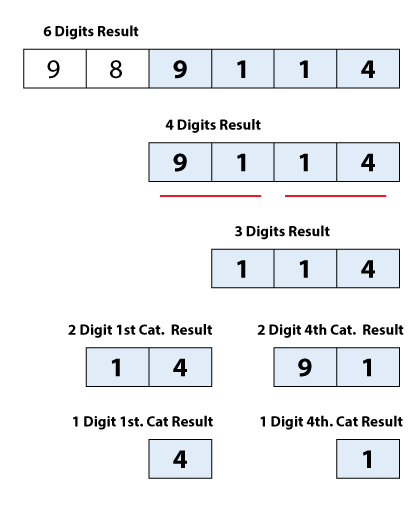 6 Digits Result
9 8 9 1 1 4
4 Digits Result
9 1 1 4
3 Digits Result
1 1 4
2 Digit 1st Cat. Result
2 Digit 4th Cat. Result
1 4
9 1
1 Digit 1st. Cat Result
1 Digit 4th. Cat Result
4
1